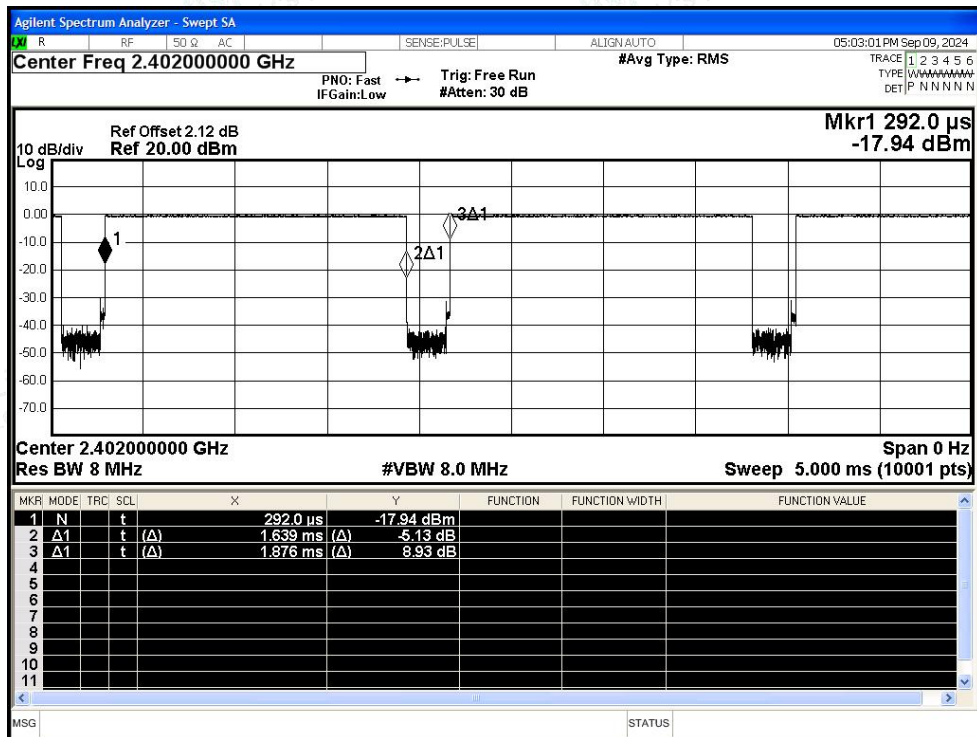 Agilent Spectrum Analyzer - Swept SA
LXI R RF 50 Ω AC SENSE:PULSE ALIGN AUTO 05:03:01 PM Sep 09, 2024
Center Freq 2.402000000 GHz #Avg Type: RMS TRACE 1 2 3 4 5 6
PNO: Fast Trig: Free Run TYPE WWWWWW
IFGain:Low #Atten: 30 dB DET P N N N N N
Mkr1 292.0 µs
-17.94 dBm
Ref Offset 2.12 dB
10 dB/div Ref 20.00 dBm
Log
10.0
0.00
-10.0
-20.0
-30.0
-40.0
-50.0
-60.0
-70.0
1
2Δ1
3Δ1
Center 2.402000000 GHz Span 0 Hz
Res BW 8 MHz #VBW 8.0 MHz Sweep 5.000 ms (10001 pts)
MKR MODE TRC SCL X Y FUNCTION FUNCTION WIDTH FUNCTION VALUE
1 N t 292.0 µs -17.94 dBm
2 Δ1 t (Δ) 1.639 ms (Δ) -5.13 dB
3 Δ1 t (Δ) 1.876 ms (Δ) 8.93 dB
4
5
6
7
8
9
10
11
MSG STATUS